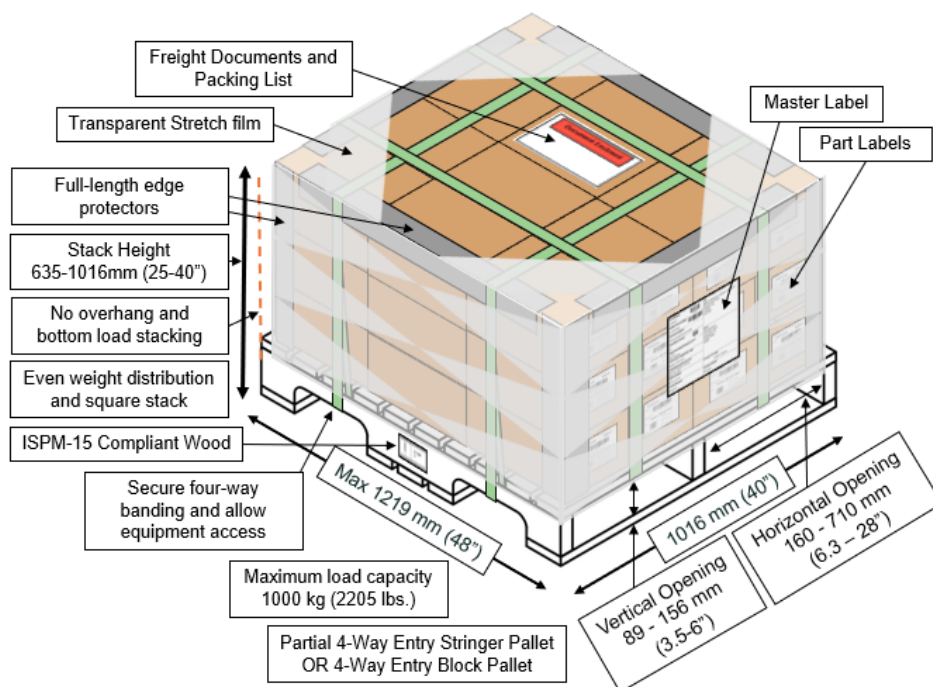 Freight Documents and
Packing List
Master Label
Transparent Stretch film
Part Labels
Full-length edge
protectors
Stack Height
635-1016mm (25-40”)
No overhang and
bottom load stacking
Even weight distribution
and square stack
ISPM-15 Compliant Wood
Secure four-way
banding and allow
equipment access
Max 1219 mm (48”)
1016 mm (40”)
Horizontal Opening
160 - 710 mm
(6.3 – 28”)
Vertical Opening
89 - 156 mm
(3.5-6”)
Maximum load capacity
1000 kg (2205 lbs.)
Partial 4-Way Entry Stringer Pallet
OR 4-Way Entry Block Pallet